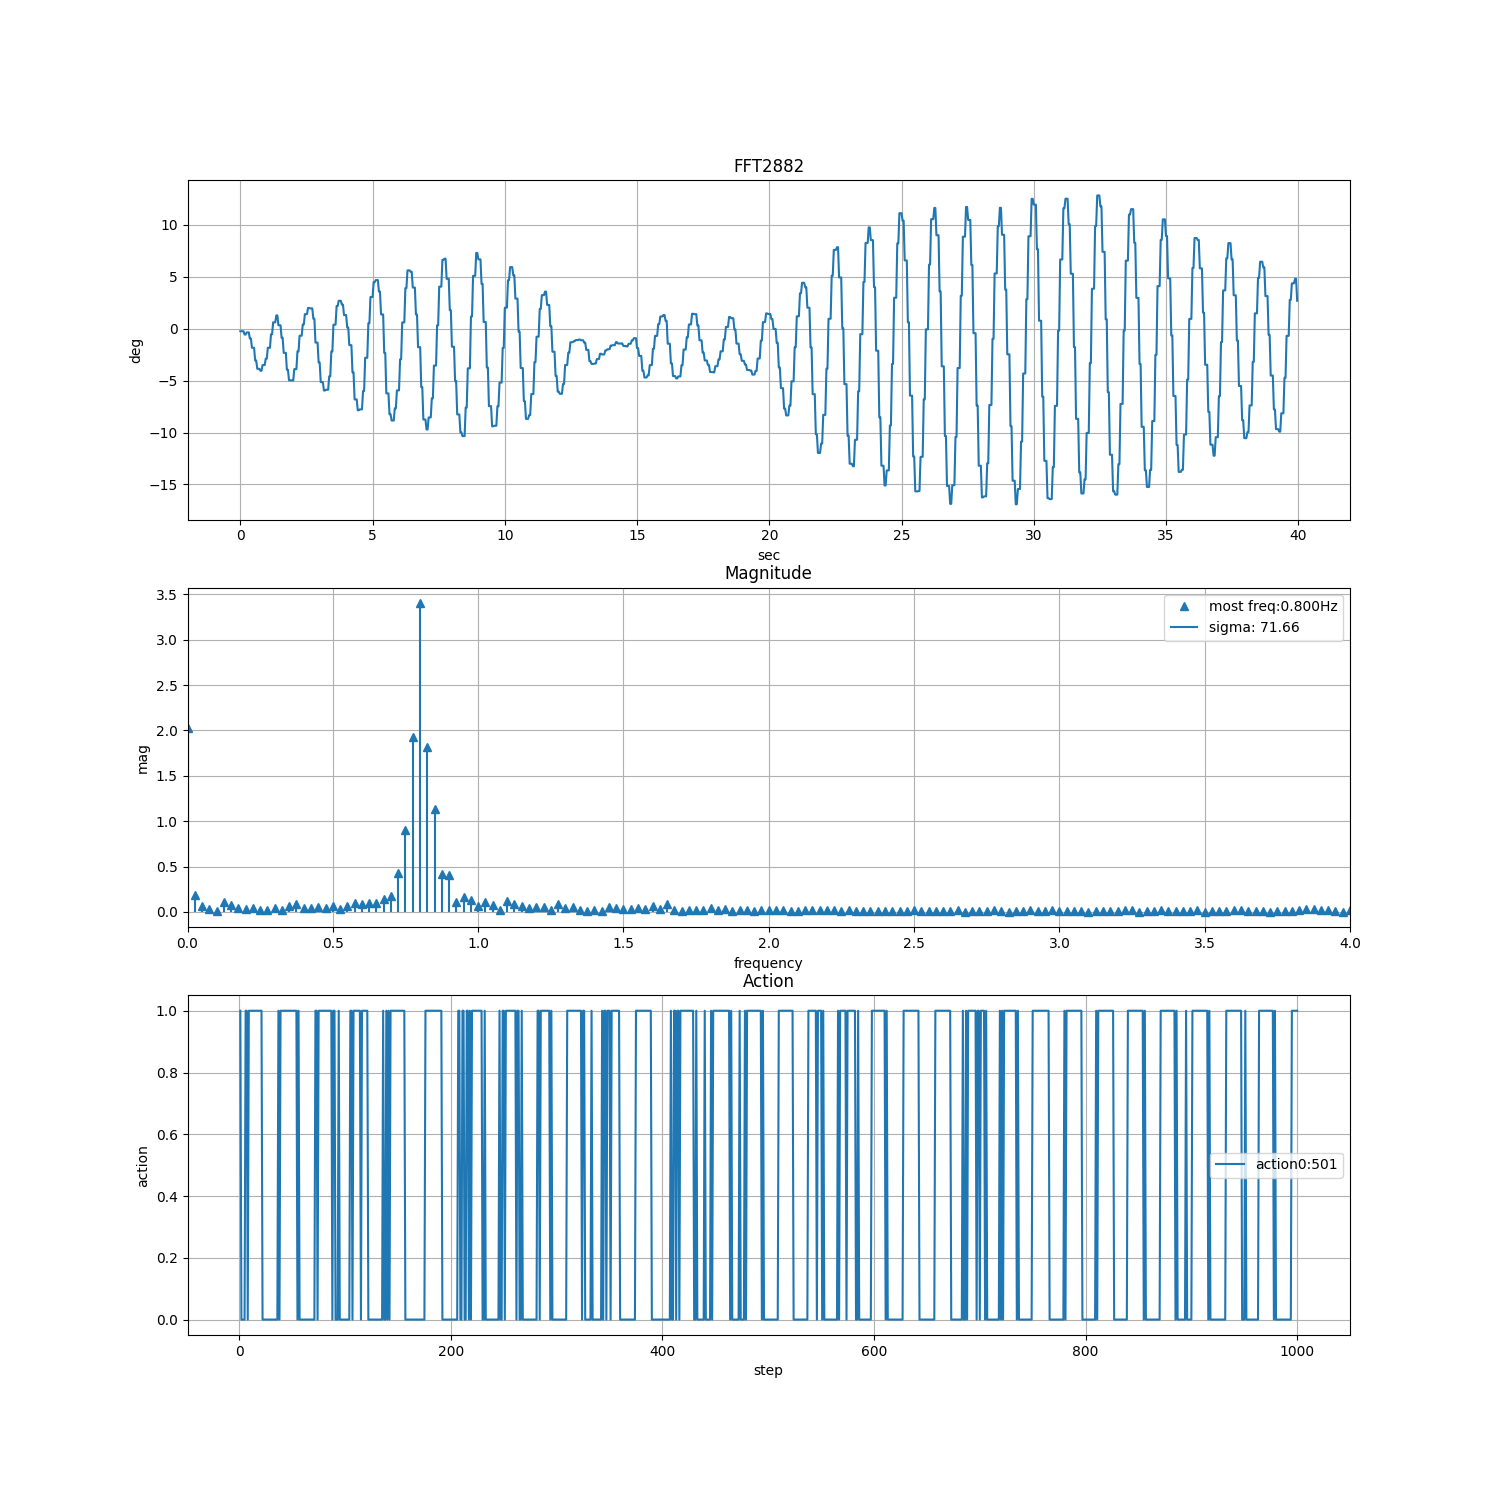 FFT2882
10
5
0
−5
−10
−15
deg
0 5 10 15 20 25 30 35 40
sec
Magnitude
3.5
3.0
2.5
2.0
1.5
1.0
0.5
0.0
mag
most freq:0.800Hz
sigma: 71.66
0.0 0.5 1.0 1.5 2.0 2.5 3.0 3.5 4.0
frequency
Action
1.0
0.8
0.6
0.4
0.2
0.0
action
action0:501
0 200 400 600 800 1000
step